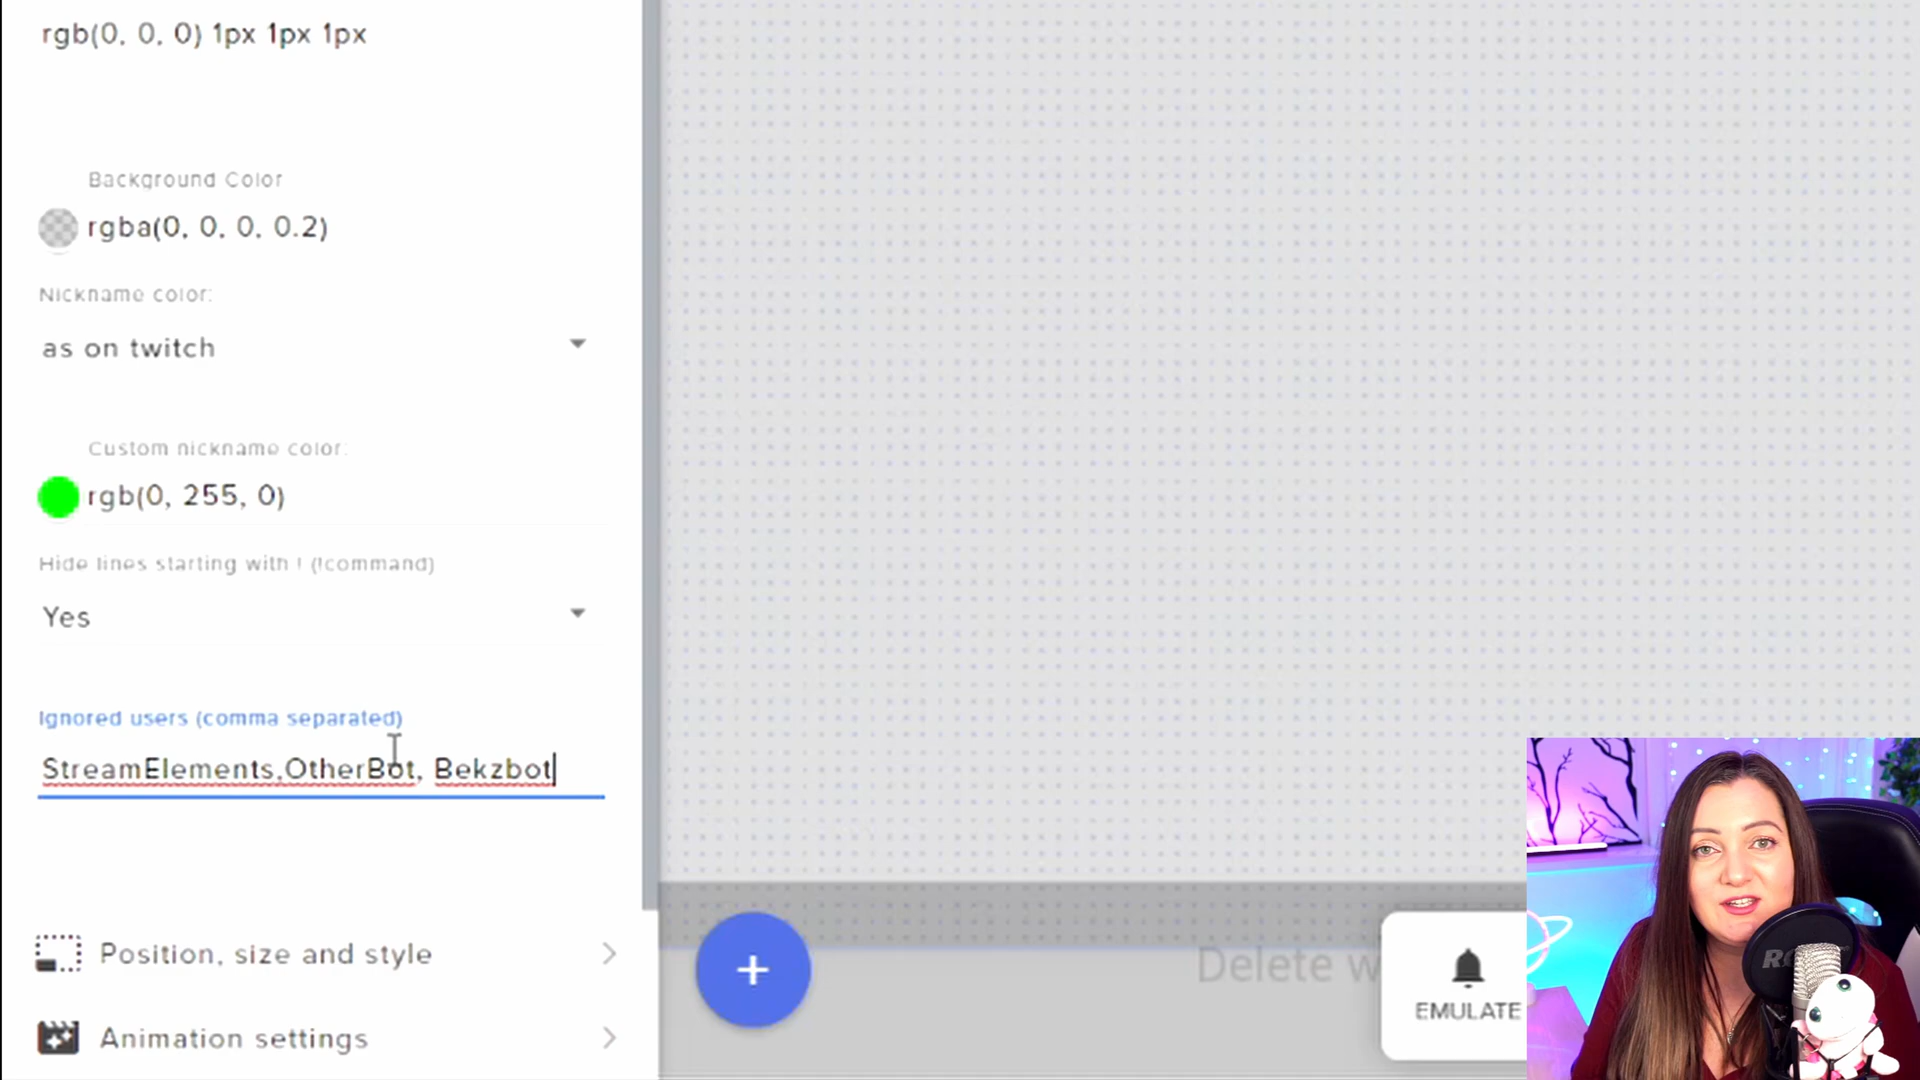 rgb(0, 0, 0) 1px 1px 1px
Background Color
rgba(0, 0, 0, 0.2)
Nickname color:
as on twitch
Custom nickname color:
rgb(0, 255, 0)
Hide lines starting with ! (!command)
Yes
Ignored users (comma separated)
StreamElements,OtherBot, Bekzbot
Position, size and style
Animation settings
+
Delete w
EMULATE